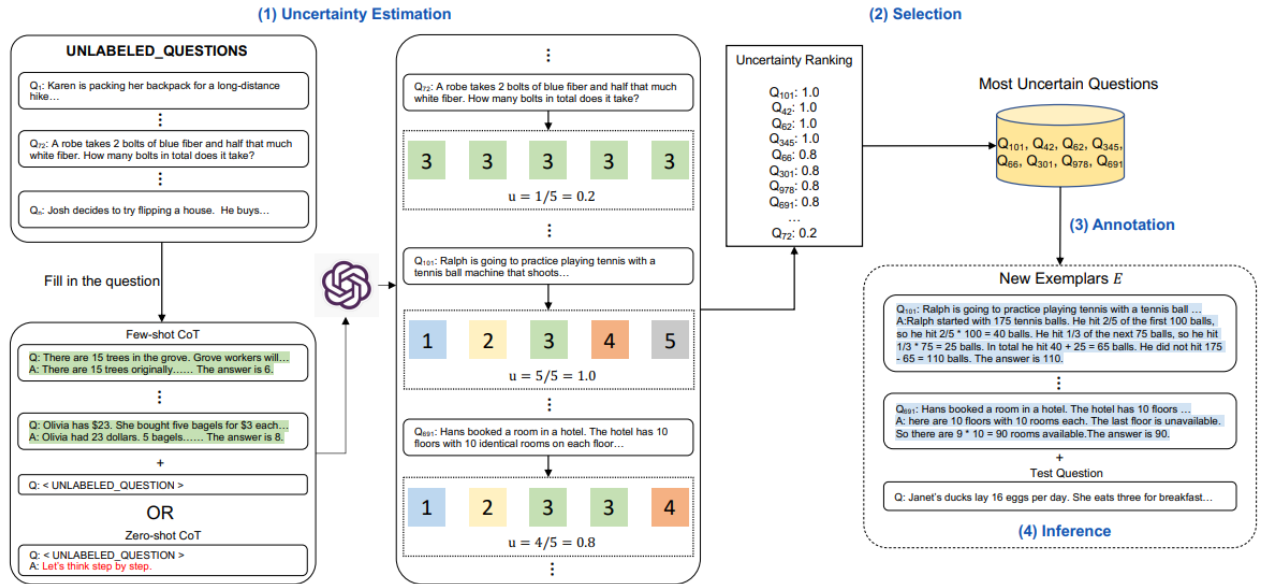 (1) Uncertainty Estimation
UNLABELED_QUESTIONS
Q1: Karen is packing her backpack for a long-distance
hike…
⋮
Q72: A robe takes 2 bolts of blue fiber and half that much
white fiber. How many bolts in total does it take?
⋮
Qn: Josh decides to try flipping a house.  He buys…
Fill in the question
Few-shot CoT
Q: There are 15 trees in the grove. Grove workers will…
A: There are 15 trees originally…… The answer is 6.
⋮
Q: Olivia has $23. She bought five bagels for $3 each…
A: Olivia had 23 dollars. 5 bagels…… The answer is 8.
+
Q: < UNLABELED_QUESTION >
OR
Zero-shot CoT
Q: < UNLABELED_QUESTION >
A: Let's think step by step.
⋮
Q72: A robe takes 2 bolts of blue fiber and half that much
white fiber. How many bolts in total does it take?
3 3 3 3 3
u = 1/5 = 0.2
⋮
Q101: Ralph is going to practice playing tennis with a
tennis ball machine that shoots…
1 2 3 4 5
u = 5/5 = 1.0
⋮
Q691: Hans booked a room in a hotel. The hotel has 10
floors with 10 identical rooms on each floor…
1 2 3 3 4
u = 4/5 = 0.8
⋮
(2) Selection
Uncertainty Ranking
Q101: 1.0
Q42: 1.0
Q62: 1.0
Q345: 1.0
Q66: 0.8
Q301: 0.8
Q978: 0.8
Q691: 0.8
…
Q72: 0.2
Most Uncertain Questions
Q101, Q42, Q62, Q345,
Q66, Q301, Q978, Q691
(3) Annotation
New Exemplars E
Q101: Ralph is going to practice playing tennis with a tennis ball …
A:Ralph started with 175 tennis balls. He hit 2/5 of the first 100 balls,
so he hit 2/5 * 100 = 40 balls. He hit 1/3 of the next 75 balls, so he hit
1/3 * 75 = 25 balls. In total he hit 40 + 25 = 65 balls. He did not hit 175
- 65 = 110 balls. The answer is 110.
⋮
Q691: Hans booked a room in a hotel. The hotel has 10 floors …
A: here are 10 floors with 10 rooms each. The last floor is unavailable.
So there are 9 * 10 = 90 rooms available.The answer is 90.
+
Test Question
Q: Janet's ducks lay 16 eggs per day. She eats three for breakfast…
(4) Inference